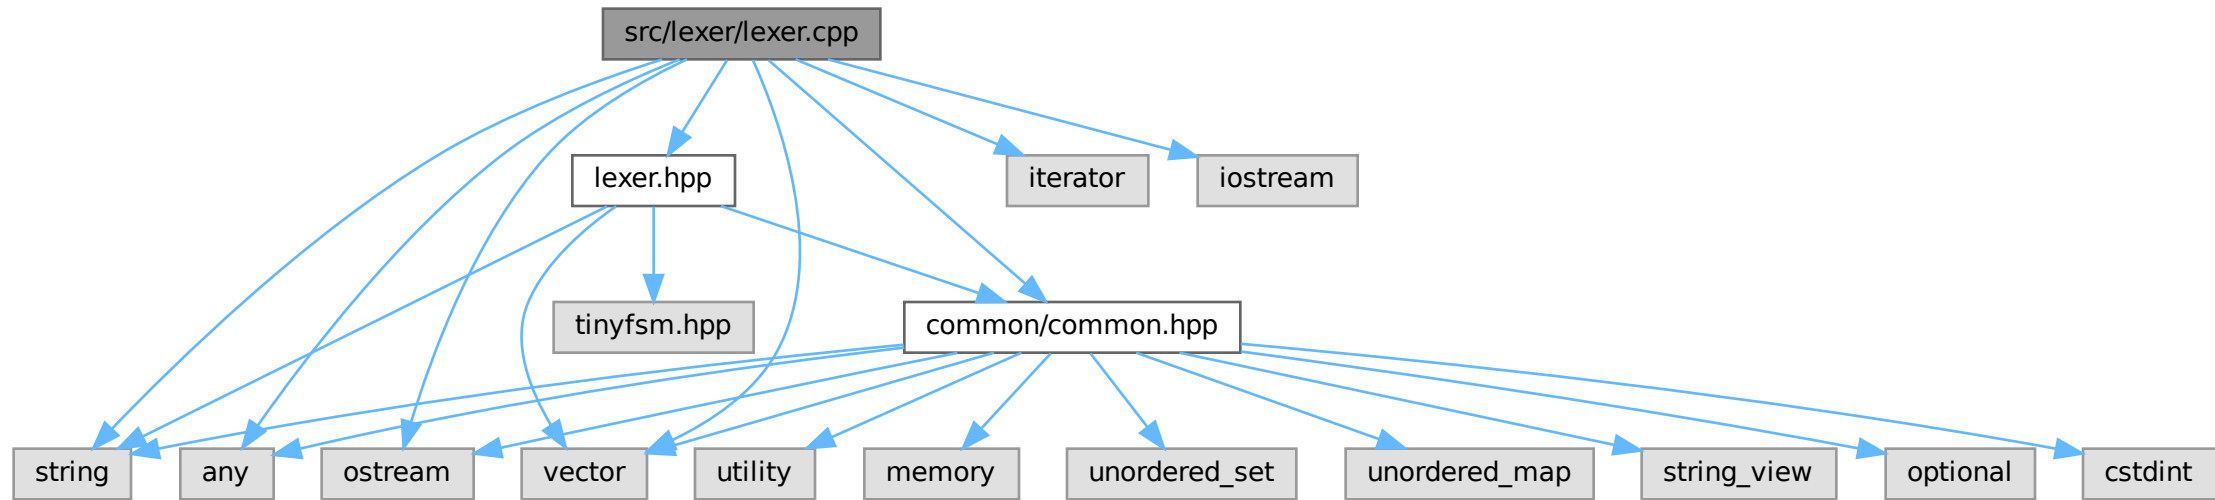 src/lexer/lexer.cpp
lexer.hpp
iterator
iostream
tinyfsm.hpp
common/common.hpp
string
any
ostream
vector
utility
memory
unordered_set
unordered_map
string_view
optional
cstdint